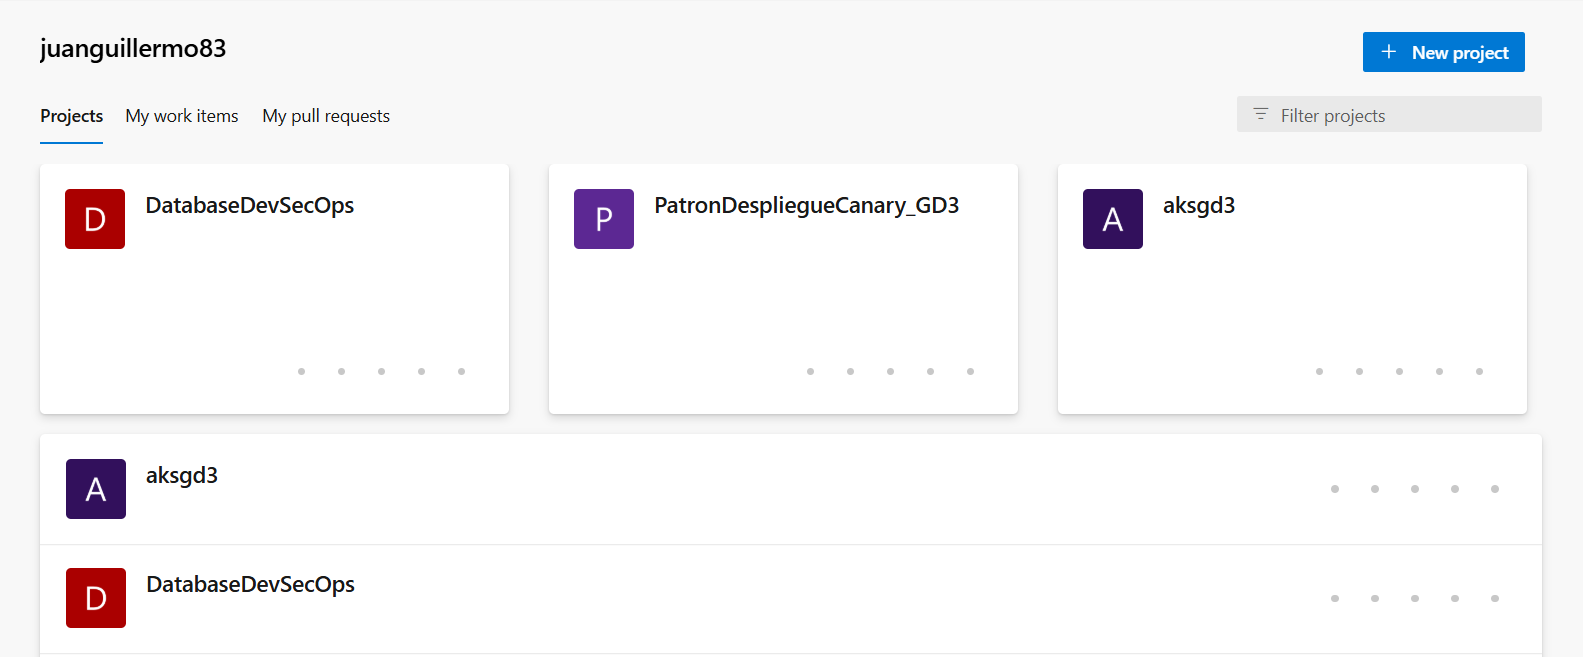 juanguillermo83
+ New project
Projects My work items My pull requests
Filter projects
D DatabaseDevSecOps
P PatronDespliegueCanary_GD3
A aksgd3
A aksgd3
D DatabaseDevSecOps